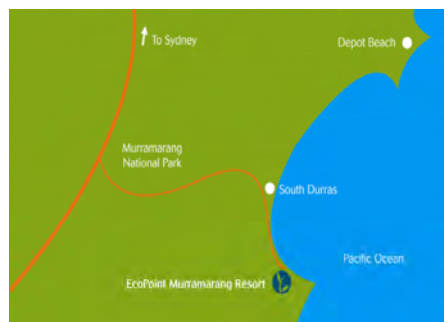 To Sydney
Depot Beach
Murramarang
National Park
South Durras
Pacific Ocean
EcoPoint Murramarang Resort